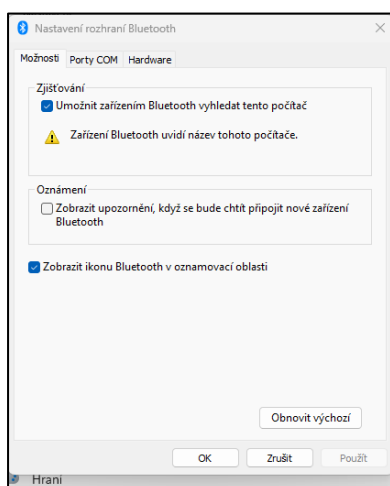 Nastavení rozhraní Bluetooth
Možnosti Porty COM Hardware
Zjišťování
Umožnit zařízením Bluetooth vyhledat tento počítač
Zařízení Bluetooth uvidí název tohoto počítače.
Oznámení
Zobrazit upozornění, když se bude chtít připojit nové zařízení
Bluetooth
Zobrazit ikonu Bluetooth v oznamovací oblasti
Obnovit výchozí
OK Zrušit Použít
Hraní